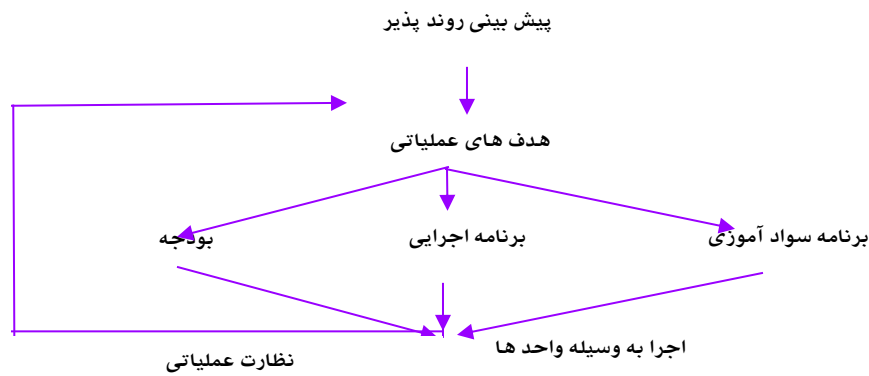 پیش بینی روند پذیر
هدف های عملیاتی
برنامه سواد آموزی
برنامه اجرایی
بودجه
اجرا به وسیله واحد ها
نظارت عملیاتی